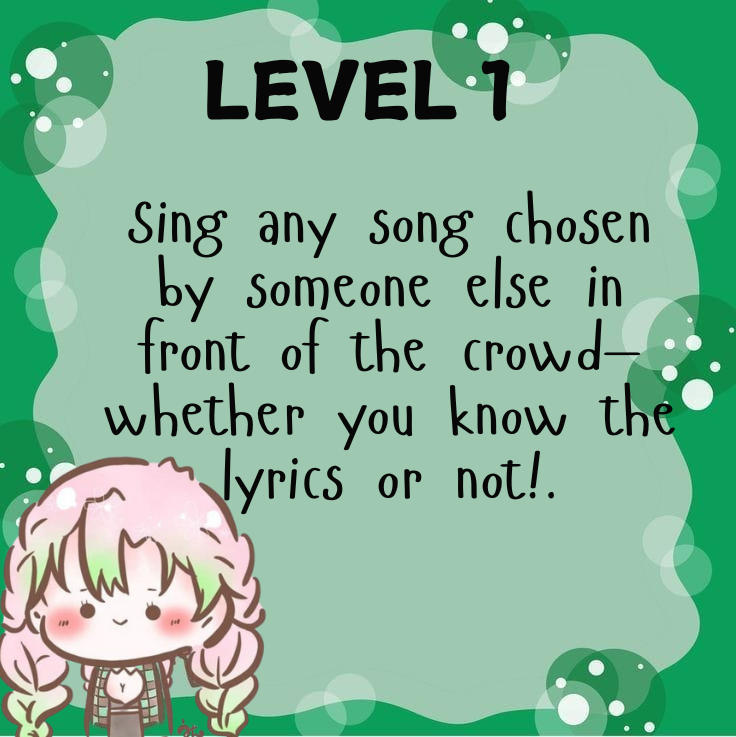 LEVEL 1
Sing any song chosen
by someone else in
front of the crowd—
whether you know the
lyrics or not!.